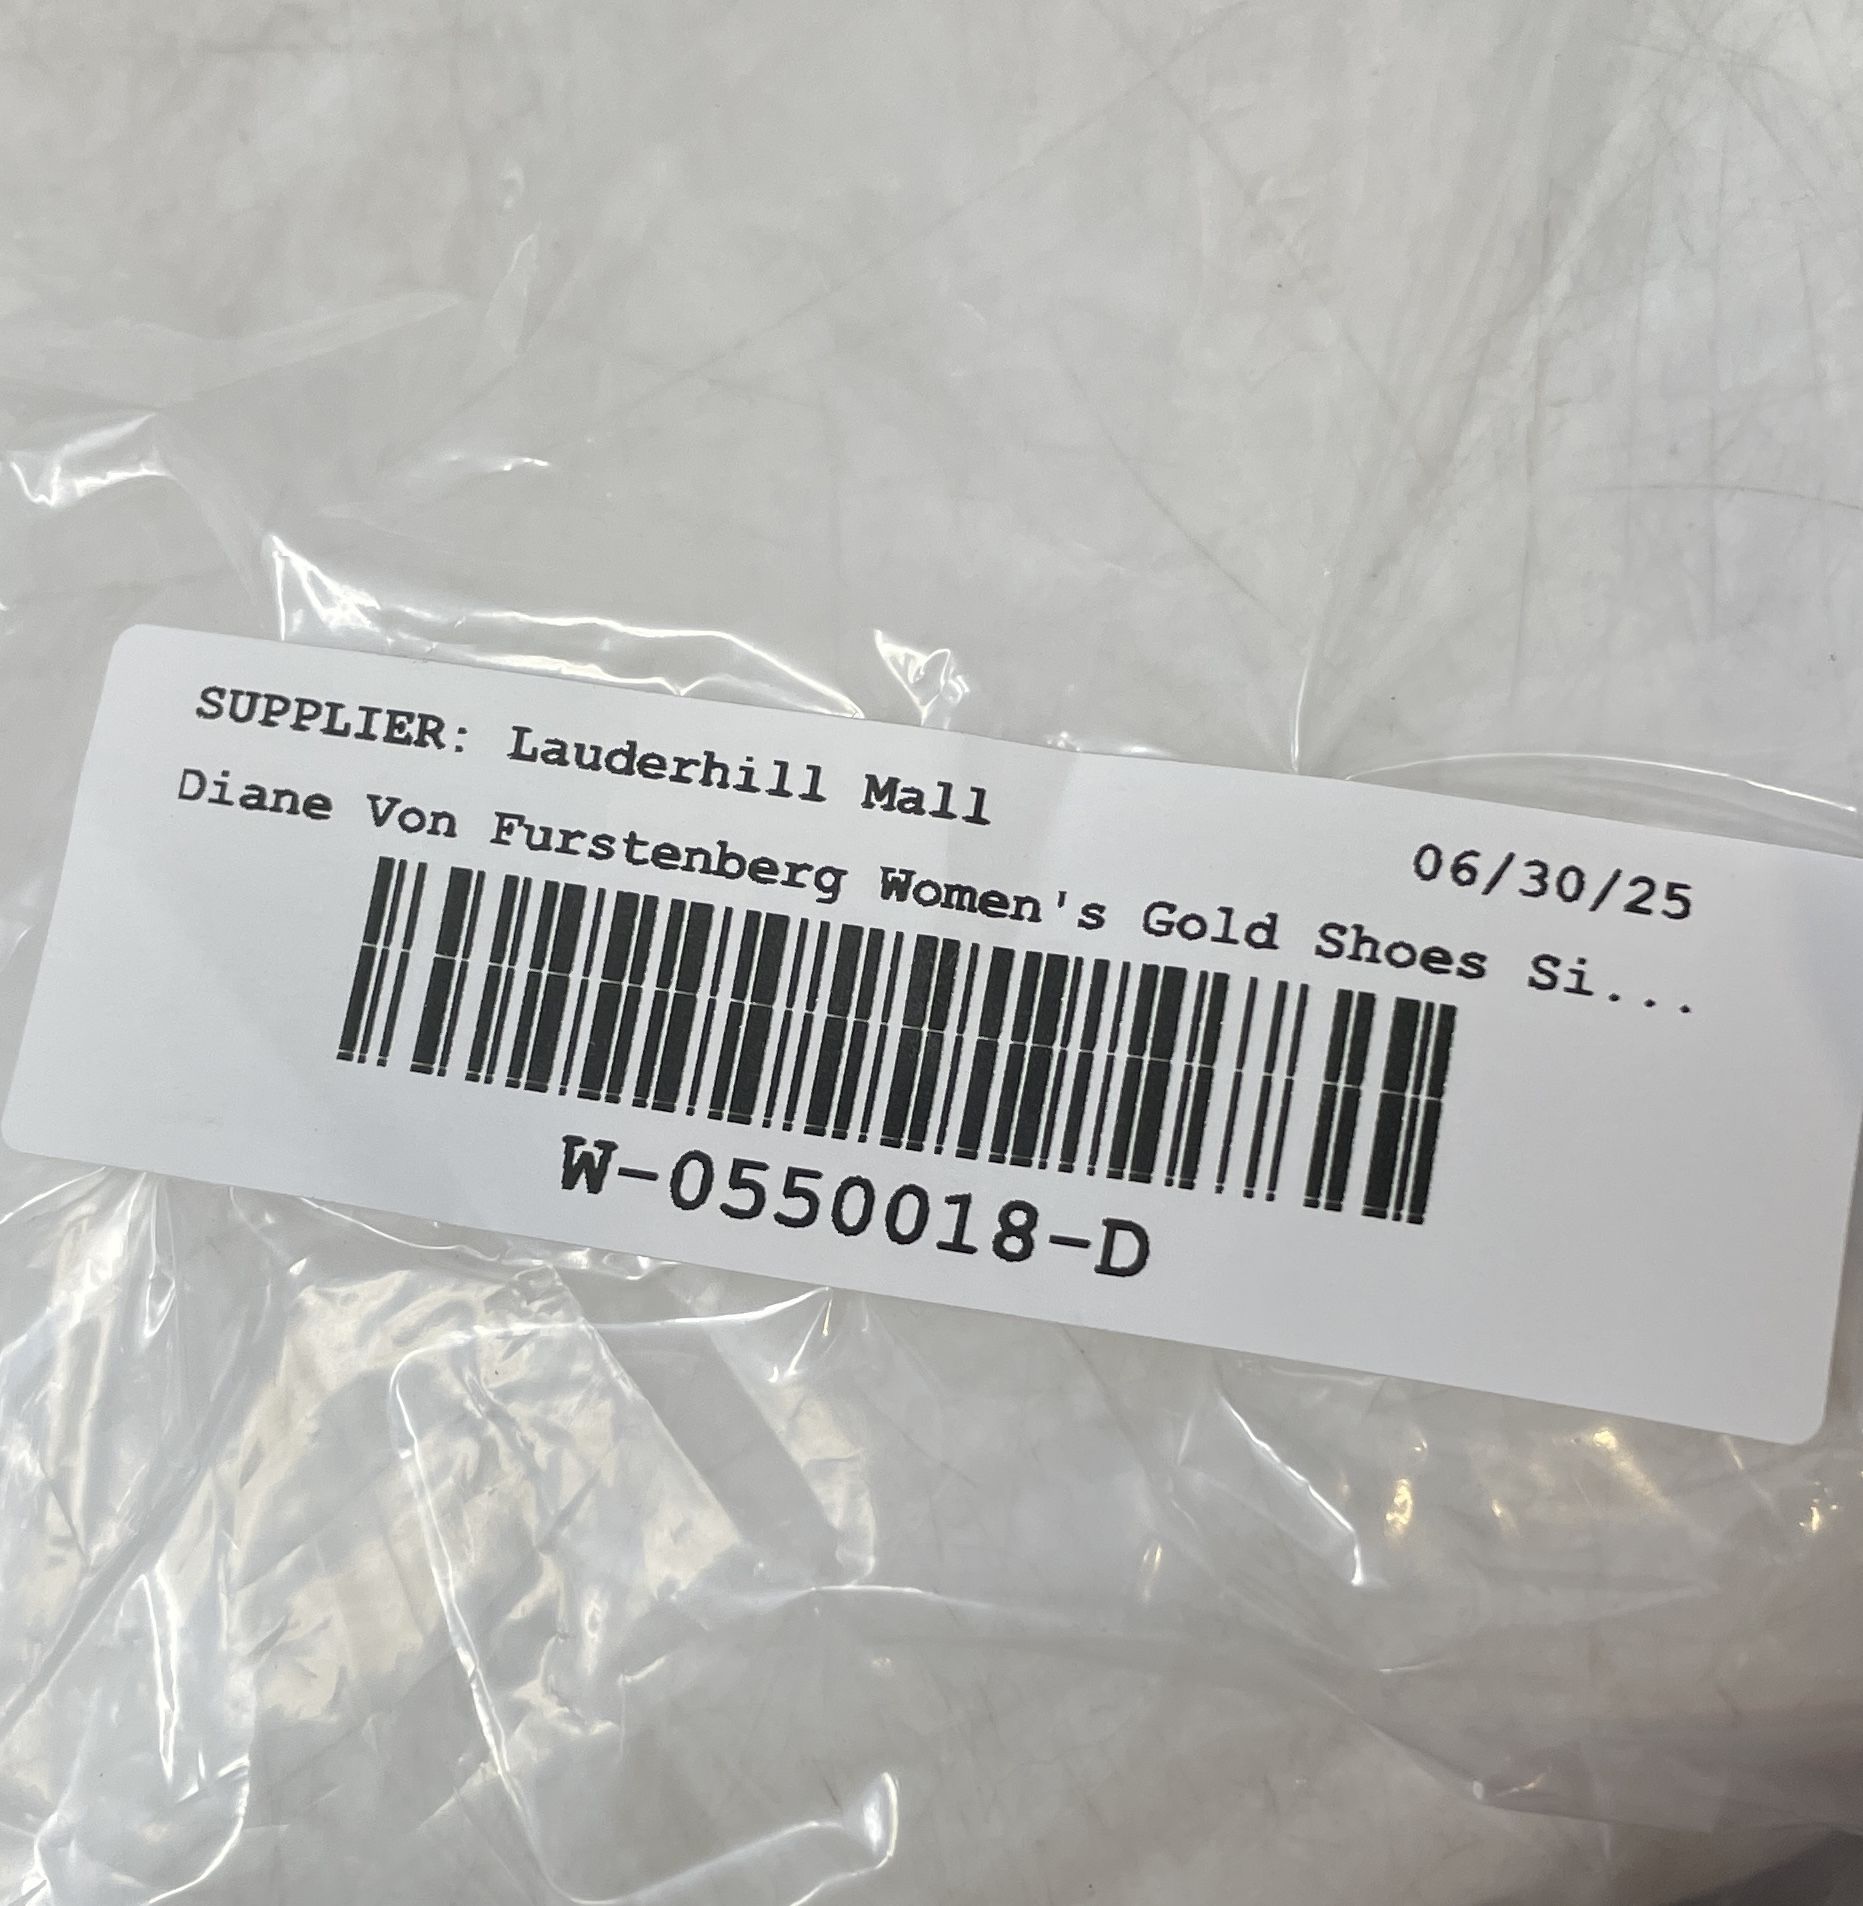 SUPPLIER: Lauderhill Mall
06/30/25
Diane Von Furstenberg Women's Gold Shoes Si...
W-0550018-D